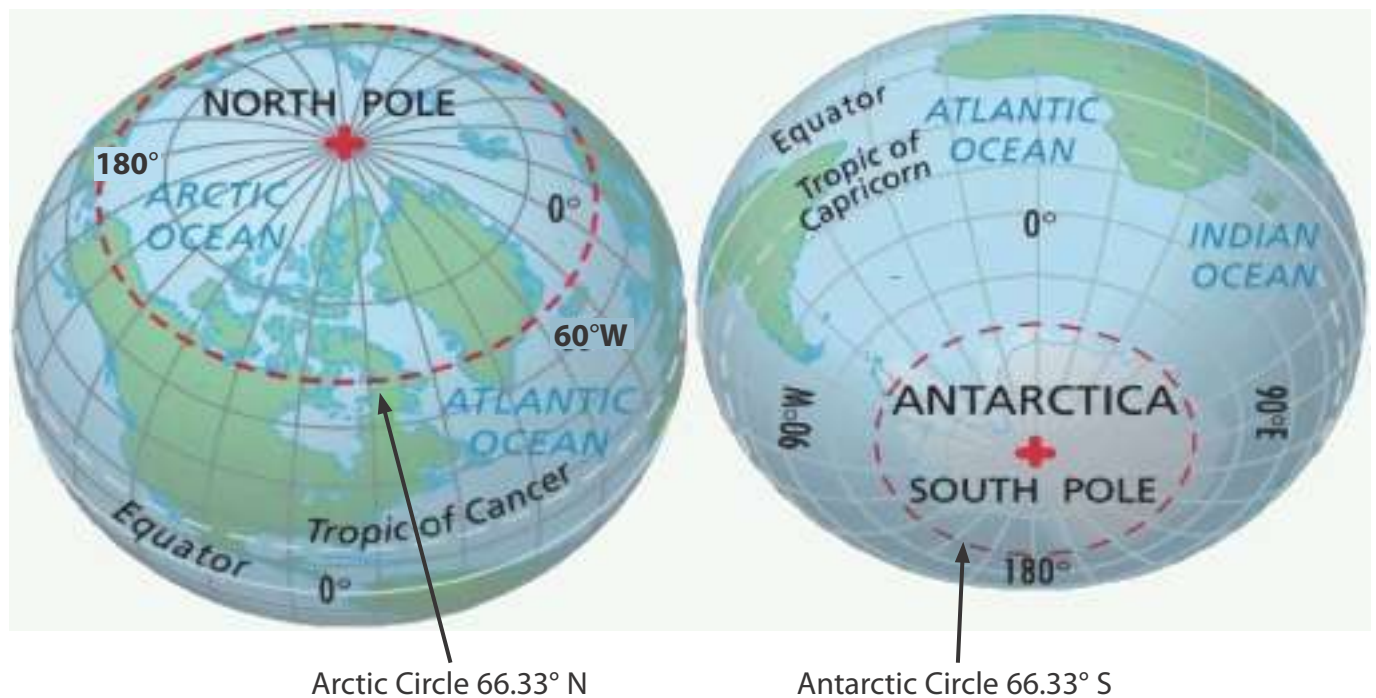 NORTH POLE
180°
ARCTIC
OCEAN
0°
60°W
ATLANTIC
OCEAN
Tropic of Cancer
Equator
0°
Arctic Circle 66.33° N
Equator
ATLANTIC
OCEAN
Tropic of
Capricorn
0°
INDIAN
OCEAN
90°W
ANTARCTICA
90°E
SOUTH POLE
180°
Antarctic Circle 66.33° S